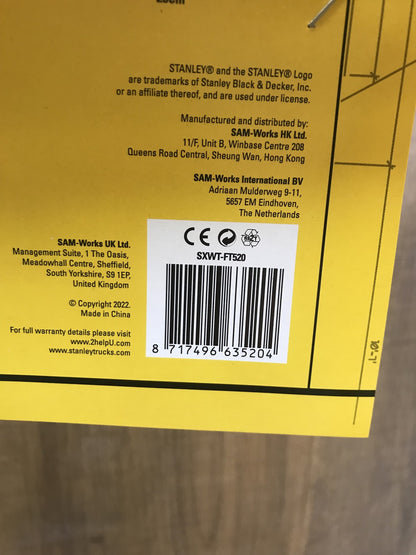 STANLEY® and the STANLEY® Logo
are trademarks of Stanley Black & Decker, Inc.
or an affiliate thereof, and are used under license.
Manufactured and distributed by:
SAM-Works HK Ltd.
11/F, Unit B, Winbase Centre 208
Queens Road Central, Sheung Wan, Hong Kong
SAM-Works International BV
Adriaan Mulderweg 9-11,
5657 EM Eindhoven,
The Netherlands
SAM-Works UK Ltd.
Management Suite, 1 The Oasis,
Meadowhall Centre, Sheffield,
South Yorkshire, S9 1EP,
United Kingdom
© Copyright 2022.
Made in China
For full warranty details please visit
www.2helpU.com
www.stanleytrucks.com
CE
SXWT-FT520
8 717496 635204